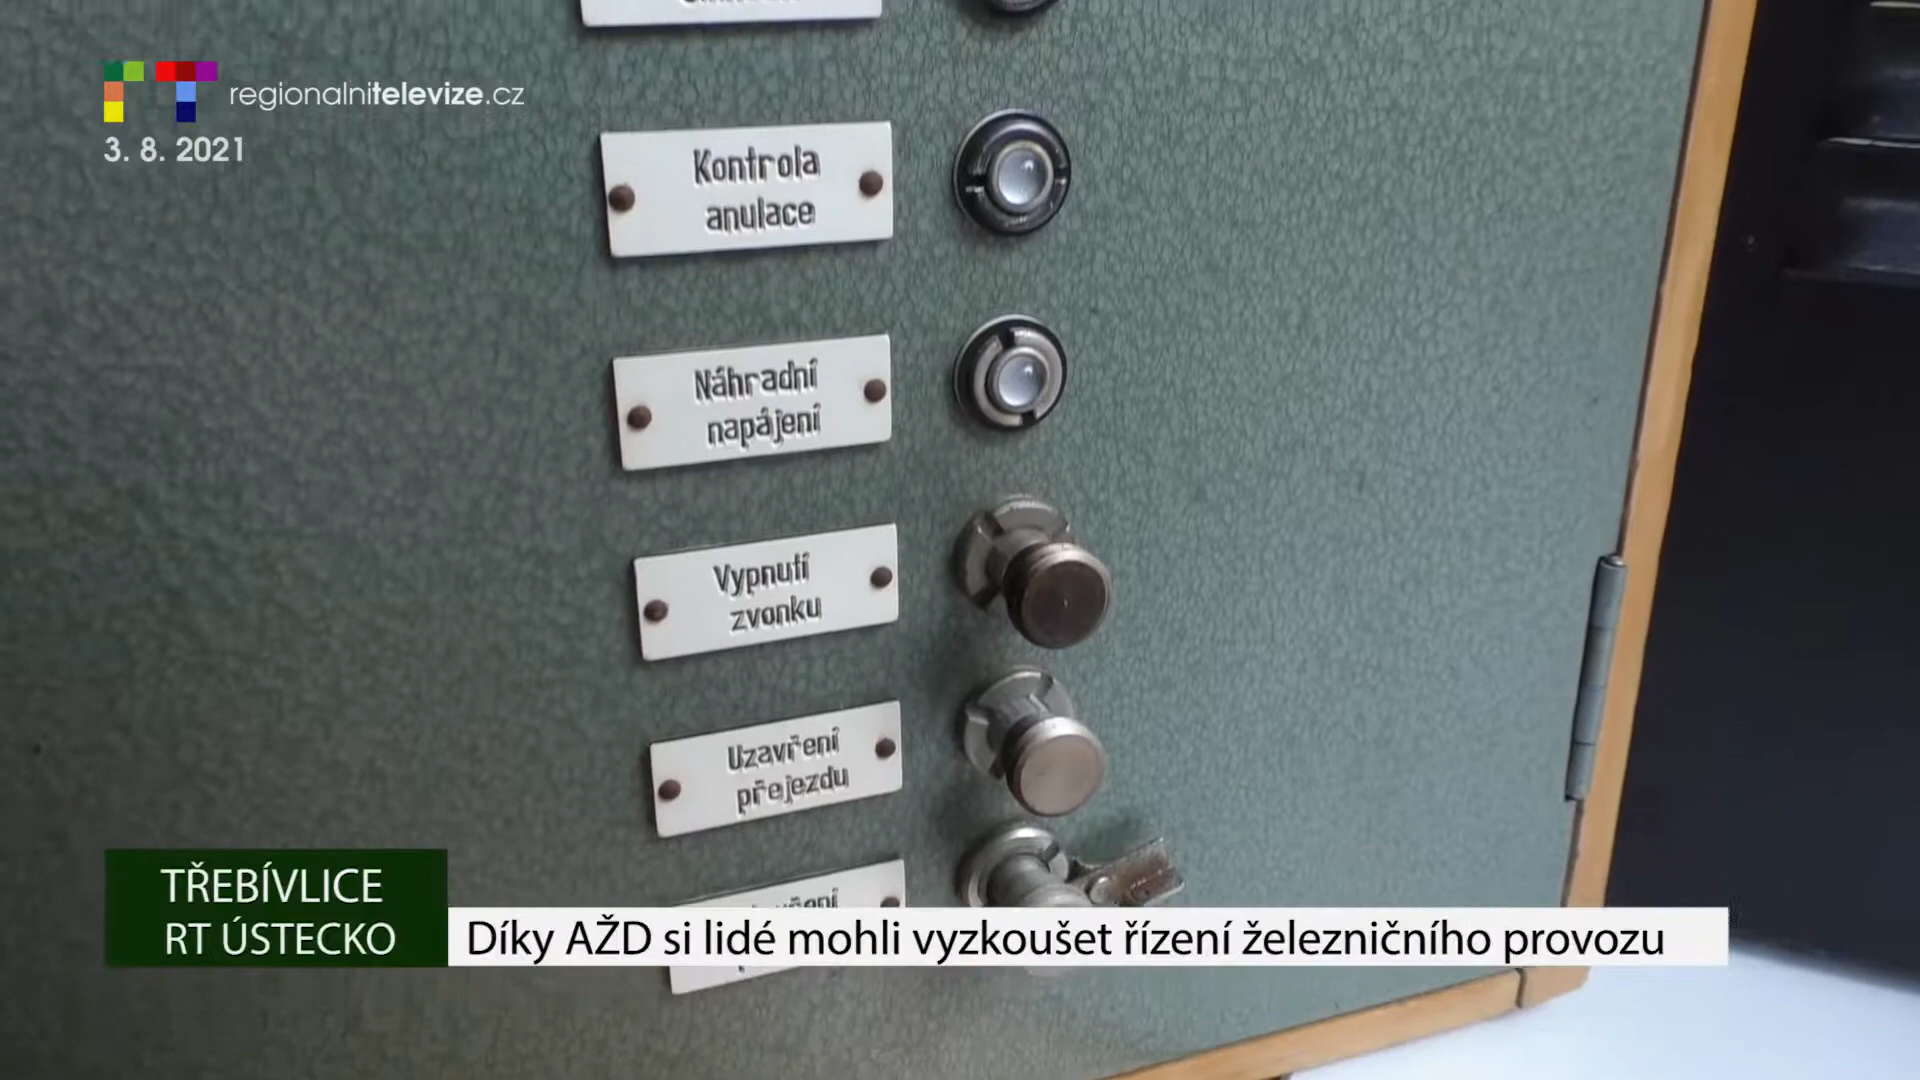 regionalnitelevize.cz
3. 8. 2021
Kontrola
anulace
Náhradní
napájení
Vypnutí
zvonku
Uzavření
přejezdu
TŘEBÍVLICE
RT ÚSTECKO
Díky AŽD si lidé mohli vyzkoušet řízení železničního provozu